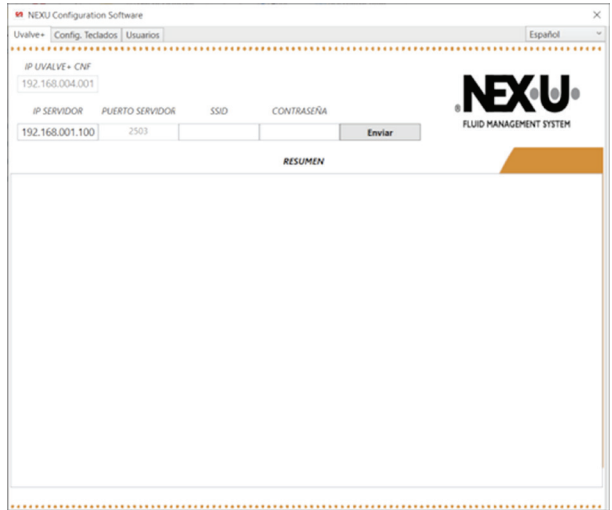 NEXU Configuration Software
Uvalve+ Config. Teclados Usuarios Español
IP UVALVE+ CNF
192.168.004.001
IP SERVIDOR PUERTO SERVIDOR SSID CONTRASEÑA
192.168.001.100 2503 Enviar
.NEX·U·
FLUID MANAGEMENT SYSTEM
RESUMEN